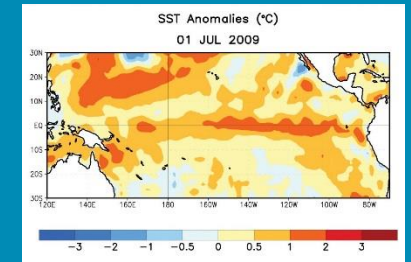 SST Anomalies (°C)
01 JUL 2009
30N
20N
10N
EQ
10S
20S
30S
120E 140E 160E 180 160W 140W 120W 100W 80W
-3 -2 -1 -0.5 0 0.5 1 2 3